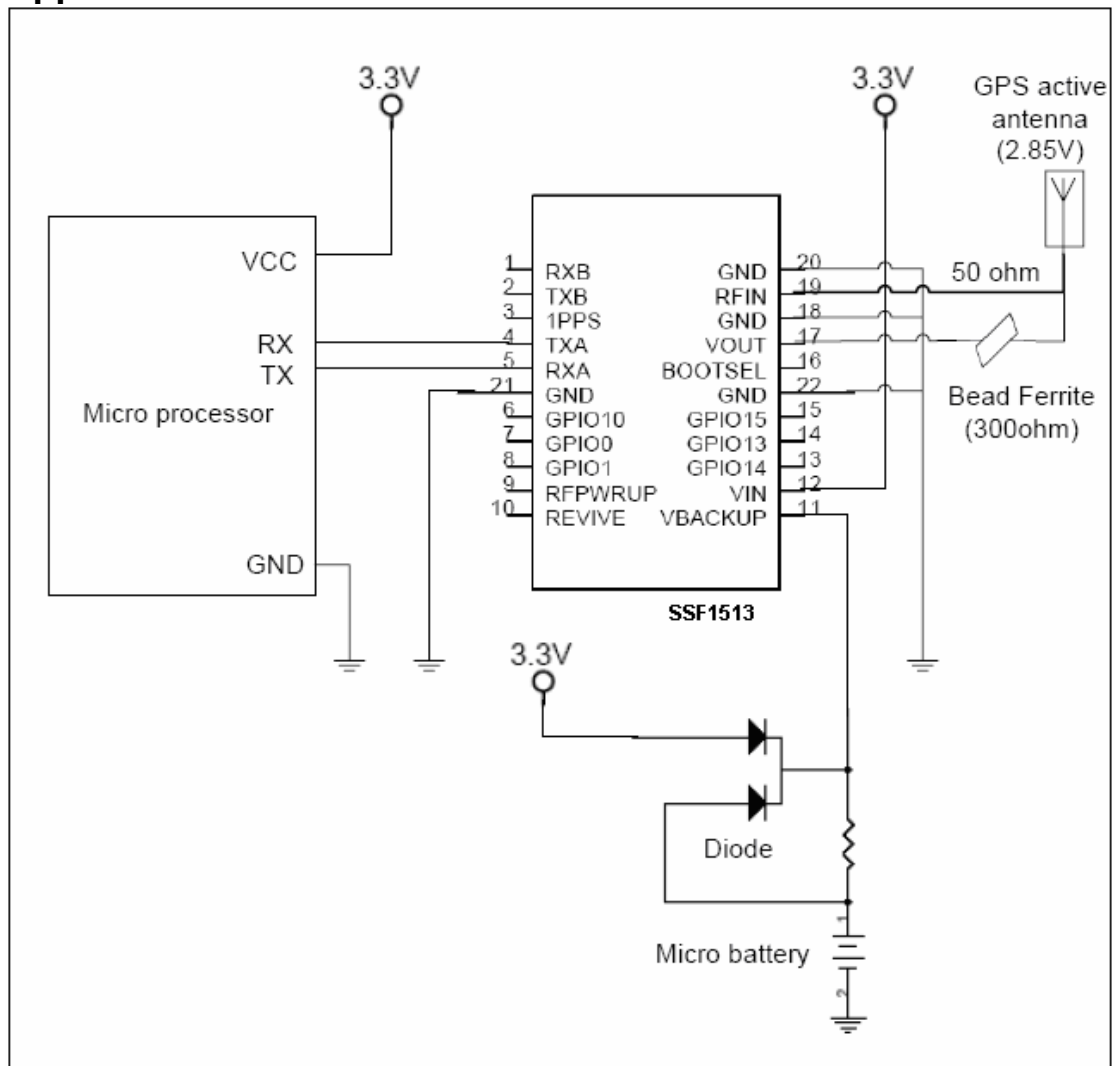 3.3V
3.3V
GPS active
antenna
(2.85V)
VCC
RX
TX
Micro processor
GND
1 RXB
2 TXB
3 1PPS
4 TXA
5 RXA
21 GND
6 GPIO10
7 GPIO0
8 GPIO1
9 RFPWRUP
10 REVIVE
GND 20
RFIN 19
GND 18
VOUT 17
BOOTSEL 16
GND 22
GPIO15 15
GPIO13 14
GPIO14 13
VIN 12
VBACKUP 11
50 ohm
Bead Ferrite
(300ohm)
SSF1513
3.3V
Diode
1
Micro battery
2